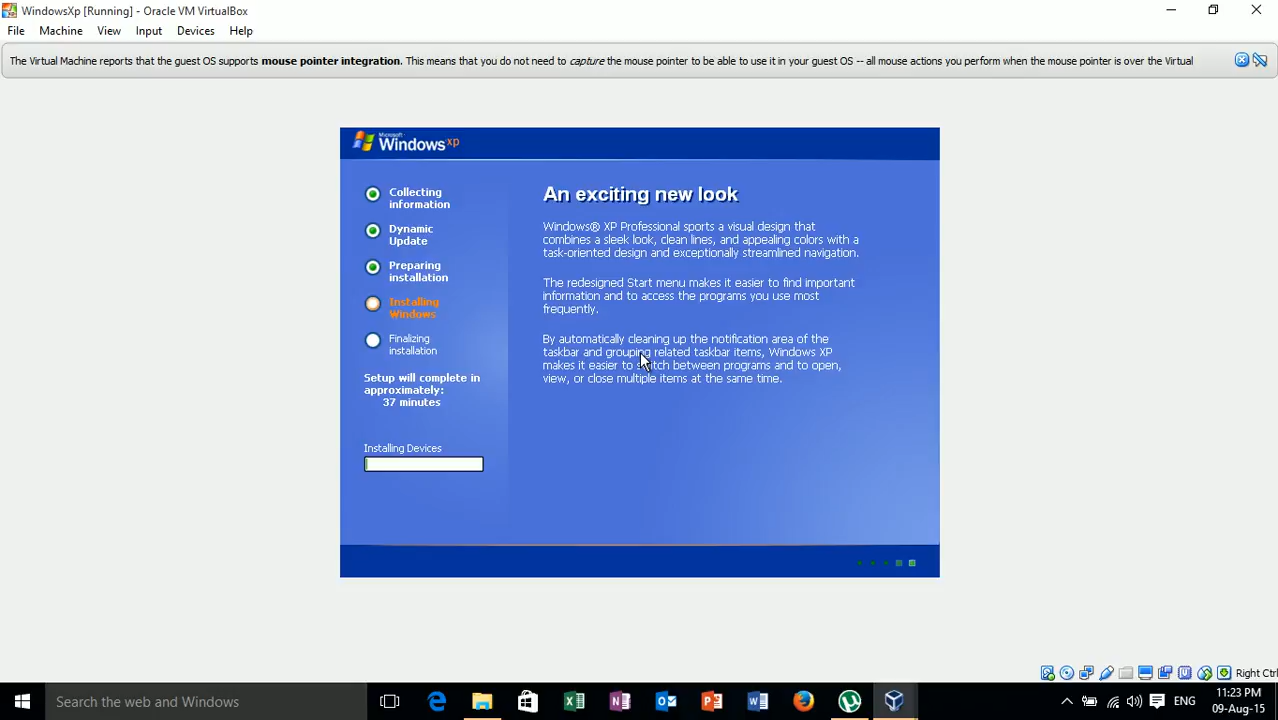 WindowsXp [Running] - Oracle VM VirtualBox
File Machine View Input Devices Help
The Virtual Machine reports that the guest OS supports mouse pointer integration. This means that you do not need to capture the mouse pointer to be able to use it in your guest OS -- all mouse actions you perform when the mouse pointer is over the Virtual
Microsoft
Windows xp
Collecting
information
Dynamic
Update
Preparing
installation
Installing
Windows
Finalizing
installation
Setup will complete in
approximately:
37 minutes
Installing Devices
An exciting new look
Windows® XP Professional sports a visual design that
combines a sleek look, clean lines, and appealing colors with a
task-oriented design and exceptionally streamlined navigation.
The redesigned Start menu makes it easier to find important
information and to access the programs you use most
frequently.
By automatically cleaning up the notification area of the
taskbar and grouping related taskbar items, Windows XP
makes it easier to switch between programs and to open,
view, or close multiple items at the same time.
Right Ctrl
Search the web and Windows
ENG
11:23 PM
09-Aug-15